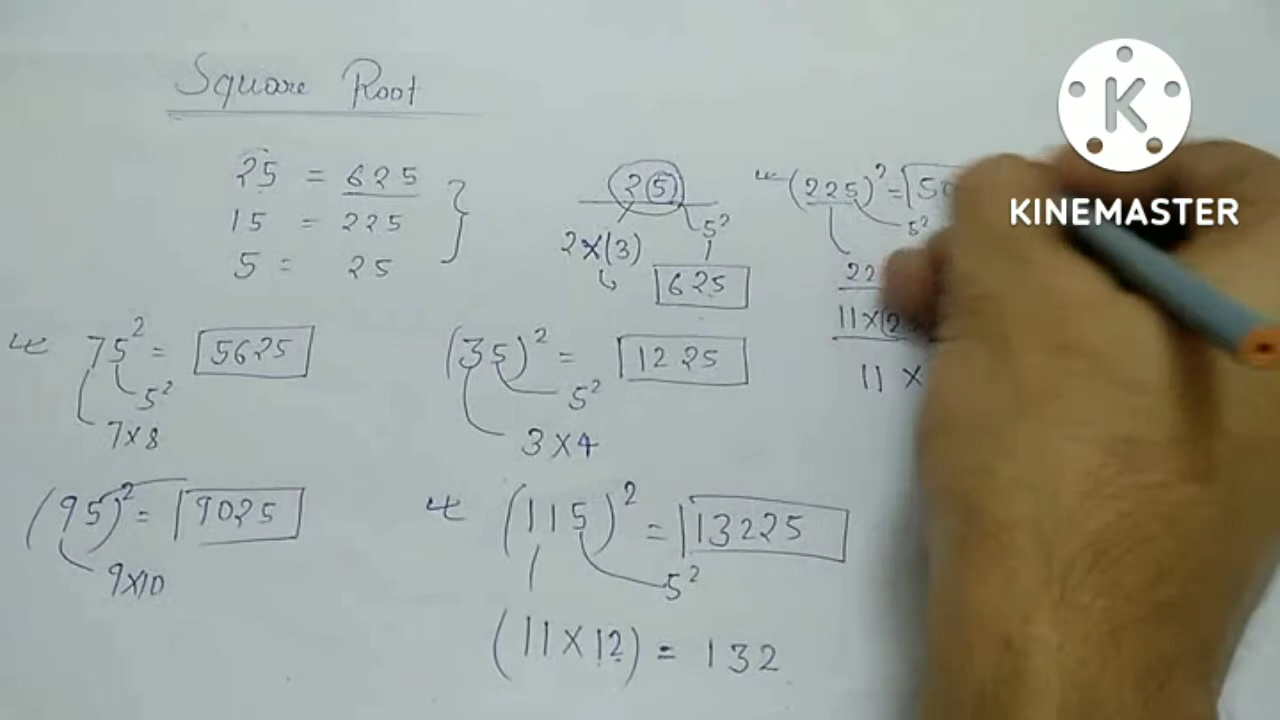 Square Root
25 = 625
15 = 225
5 = 25
25
2×(3)
5²
625
(225)² = 50
5²
22
11×(2
11 ×
75² = 5625
5²
7×8
(35)² = 1225
5²
3×4
(95)² = 9025
9×10
(115)² = 13225
5²
(11×12) = 132
K
KINEMASTER